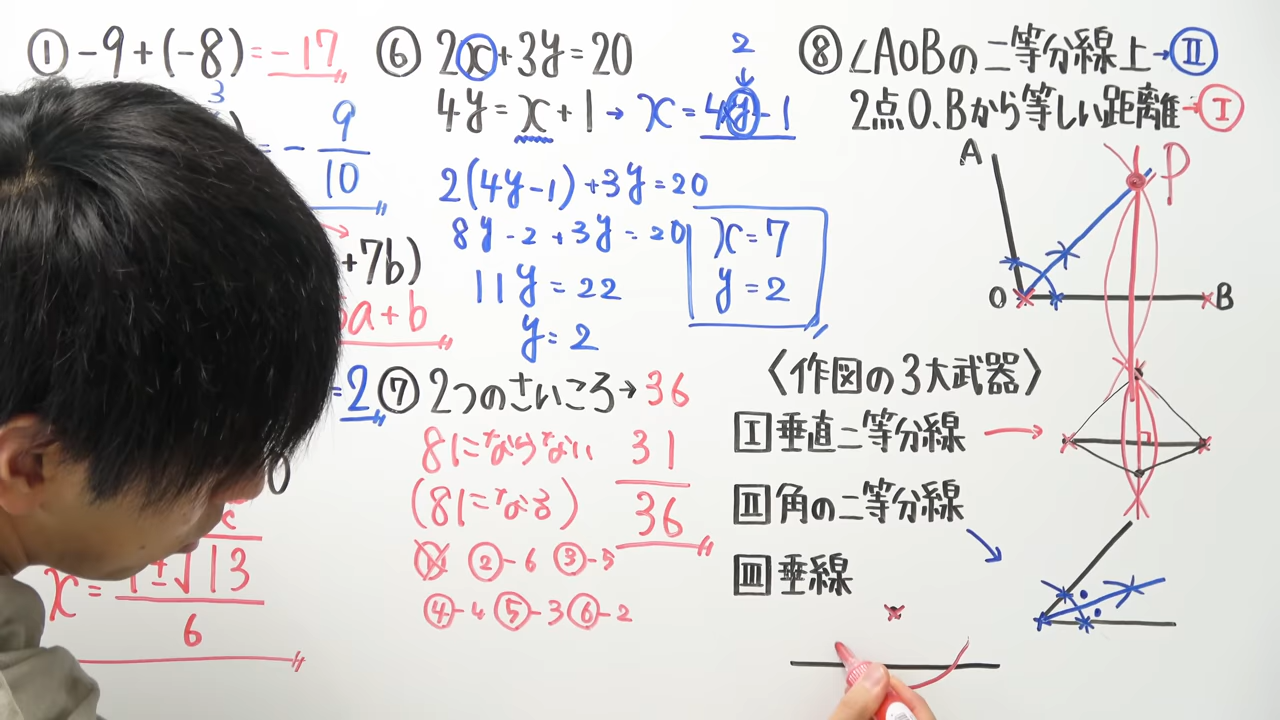 ① -9+(-8)=-17
3
= - 9/10
+7b)
a+b
=2
0
x= 1±√13 / 6
⑥ 2x+3y=20
2
4y=x+1 → x=4y-1
2(4y-1)+3y=20
8y-2+3y=20
11y=22
y=2
x=7
y=2
⑦ 2つのさいころ→36
8にならない 31
(8になる) 36
① ②-6 ③-5
④-4 ⑤-3 ⑥-2
⑧ ∠AOBの二等分線上→Ⅱ
2点O、Bから等しい距離→Ⅰ
A
P
O
B
〈作図の3大武器〉
Ⅰ 垂直二等分線
Ⅱ 角の二等分線
Ⅲ 垂線